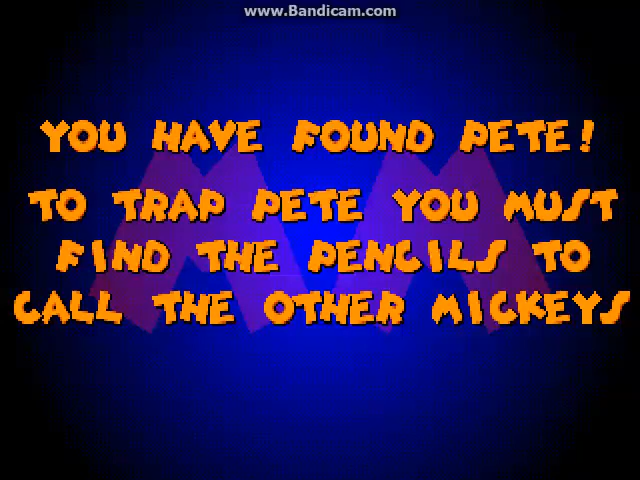 www.Bandicam.com
YOU HAVE FOUND PETE!
TO TRAP PETE YOU MUST
FIND THE PENCILS TO
CALL THE OTHER MICKEYS